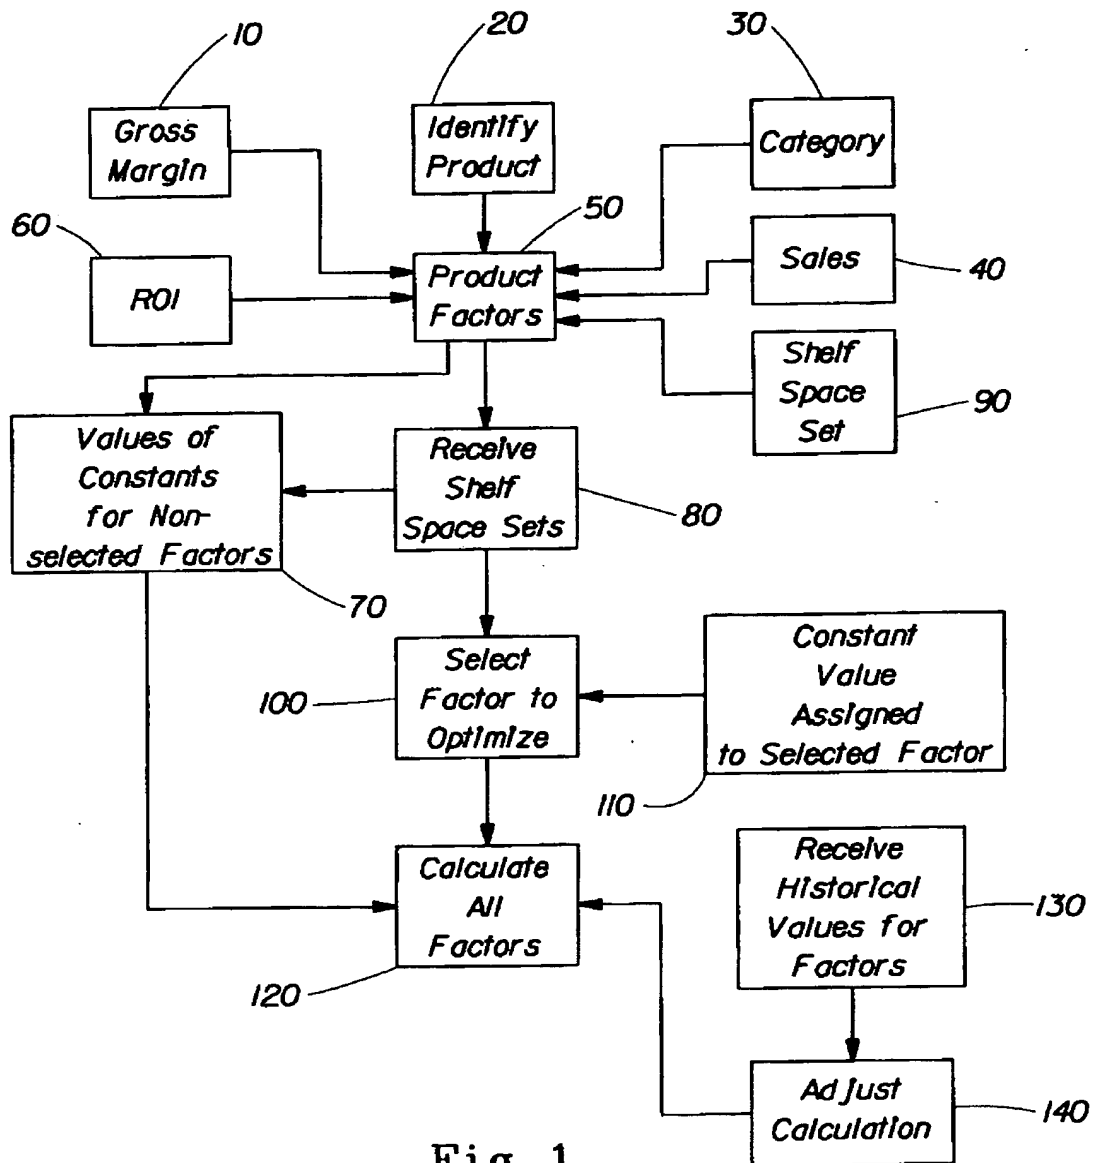 10
20
30
Gross
Margin
Identify
Product
Category
60
50
40
ROI
Product
Factors
Sales
Shelf
Space
Set
90
Values of
Constants
for Non-
selected Factors
70
Receive
Shelf
Space Sets
80
100
Select
Factor to
Optimize
Constant
Value
Assigned
to Selected Factor
110
Calculate
All
Factors
120
Receive
Historical
Values for
Factors
130
Adjust
Calculation
140
Fig. 1